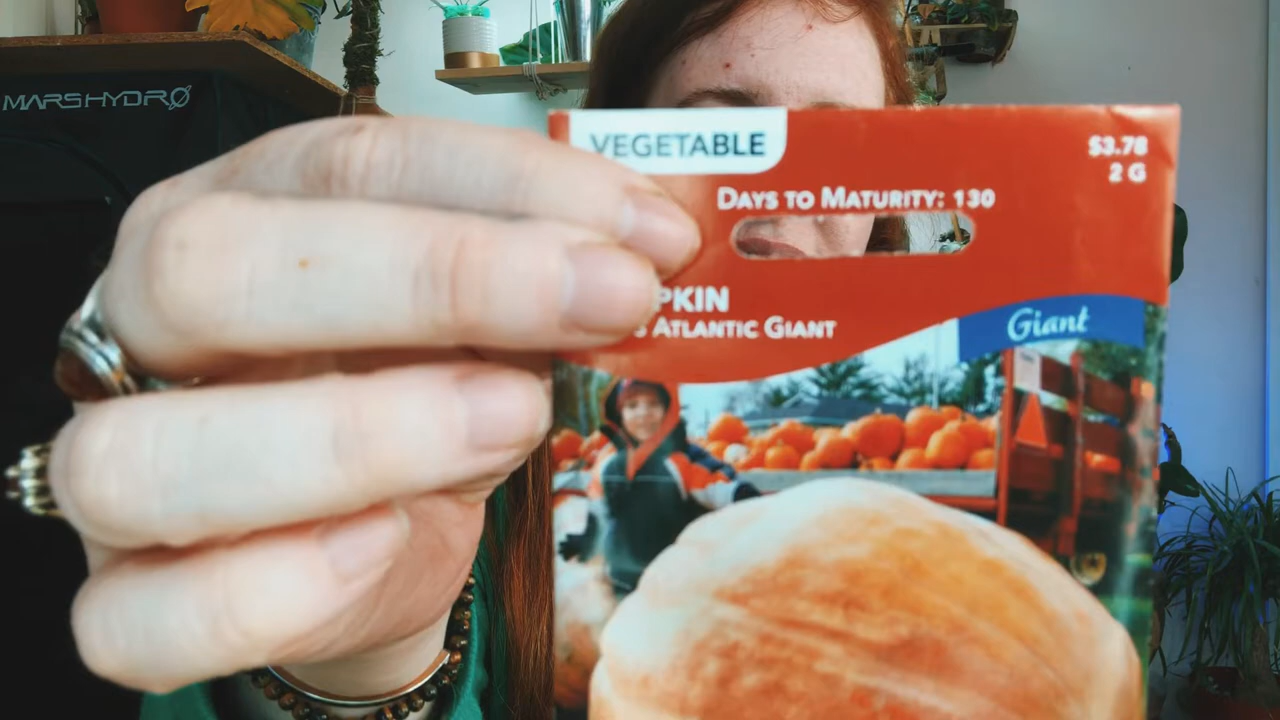 MARSHYDRO
VEGETABLE
$3.78
2 G
DAYS TO MATURITY: 130
PKIN
S ATLANTIC GIANT
Giant